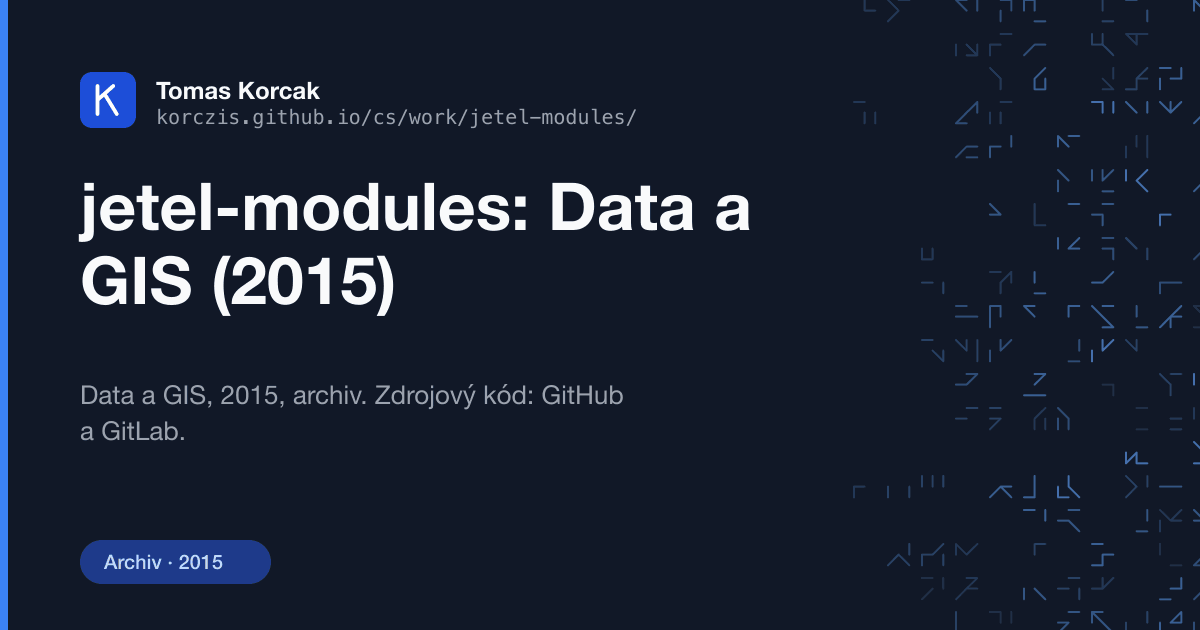 K
Tomas Korcak
korczis.github.io/cs/work/jetel-modules/
jetel-modules: Data a
GIS (2015)
Data a GIS, 2015, archiv. Zdrojový kód: GitHub
a GitLab.
Archiv · 2015